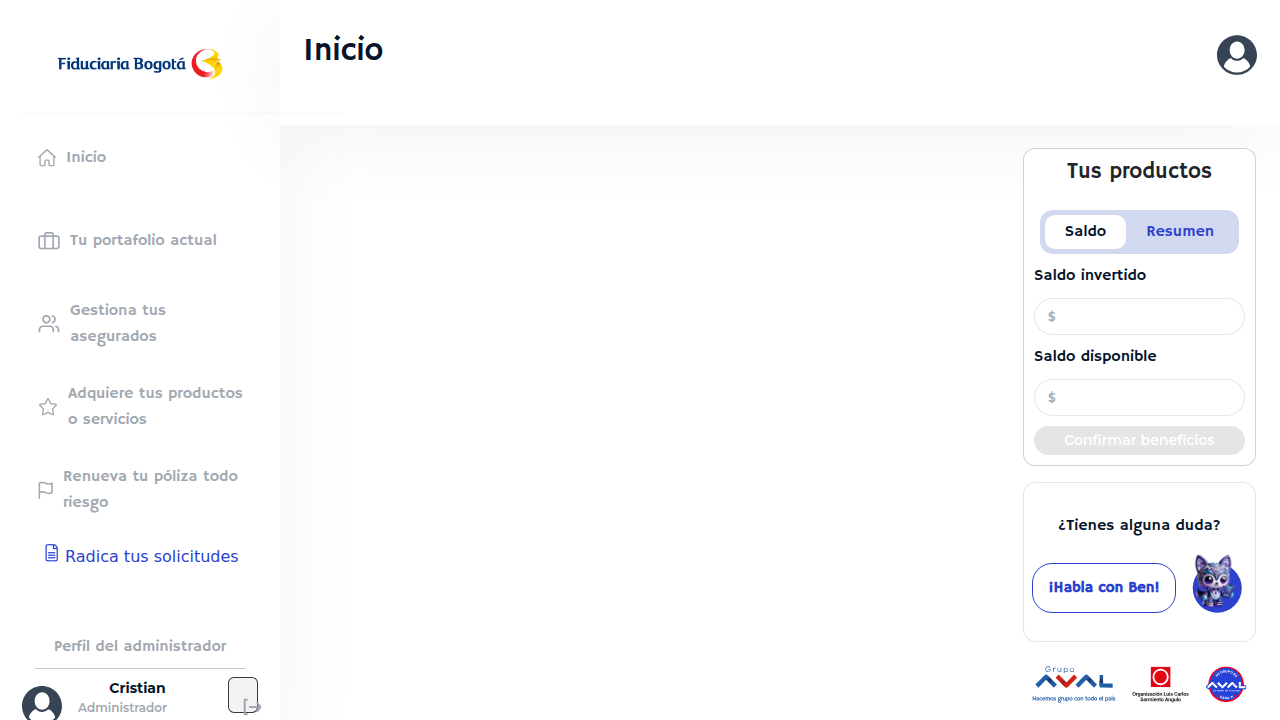 Fiduciaria Bogotá
Inicio
Inicio
Tu portafolio actual
Gestiona tus
asegurados
Adquiere tus productos
o servicios
Renueva tu póliza todo
riesgo
Radica tus solicitudes
Perfil del administrador
Cristian
Administrador
Tus productos
Saldo
Resumen
Saldo invertido
$
Saldo disponible
$
Confirmar beneficios
¿Tienes alguna duda?
¡Habla con Ben!
Grupo
AVAL
Hacemos grupo con todo el país
Organización Luis Carlos
Sarmiento Angulo
AVAL